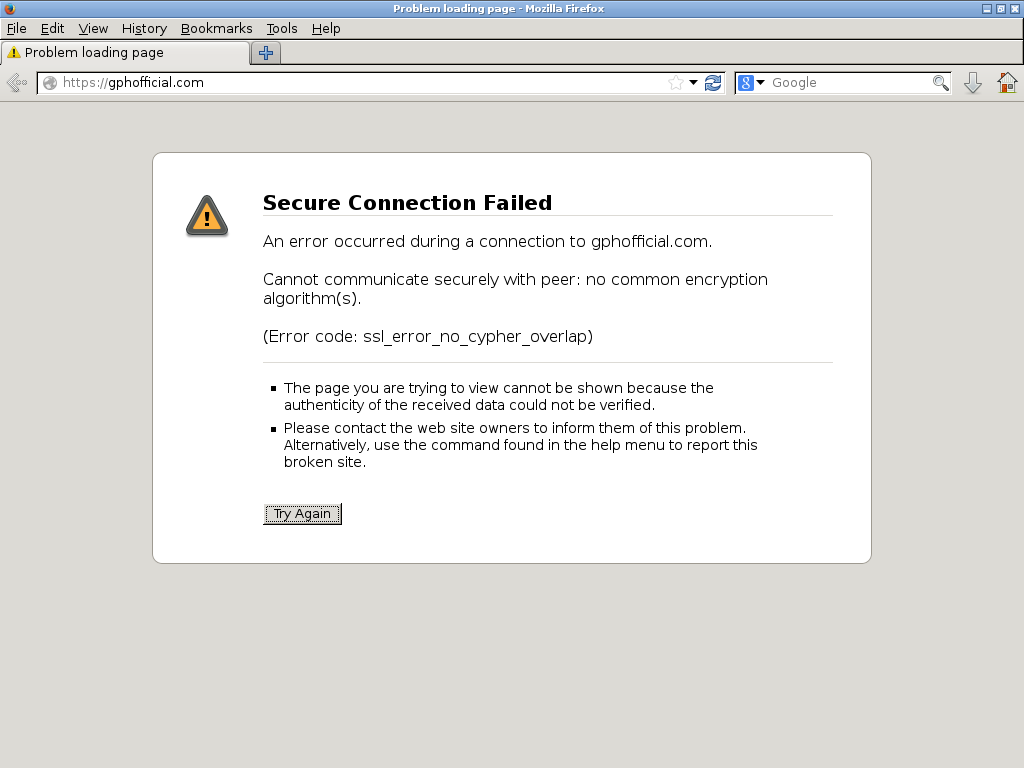 Problem loading page - Mozilla Firefox
File Edit View History Bookmarks Tools Help
Problem loading page
https://gphofficial.com
8 Google
Secure Connection Failed
An error occurred during a connection to gphofficial.com.
Cannot communicate securely with peer: no common encryption
algorithm(s).
(Error code: ssl_error_no_cypher_overlap)
The page you are trying to view cannot be shown because the
authenticity of the received data could not be verified.
Please contact the web site owners to inform them of this problem.
Alternatively, use the command found in the help menu to report this
broken site.
Try Again